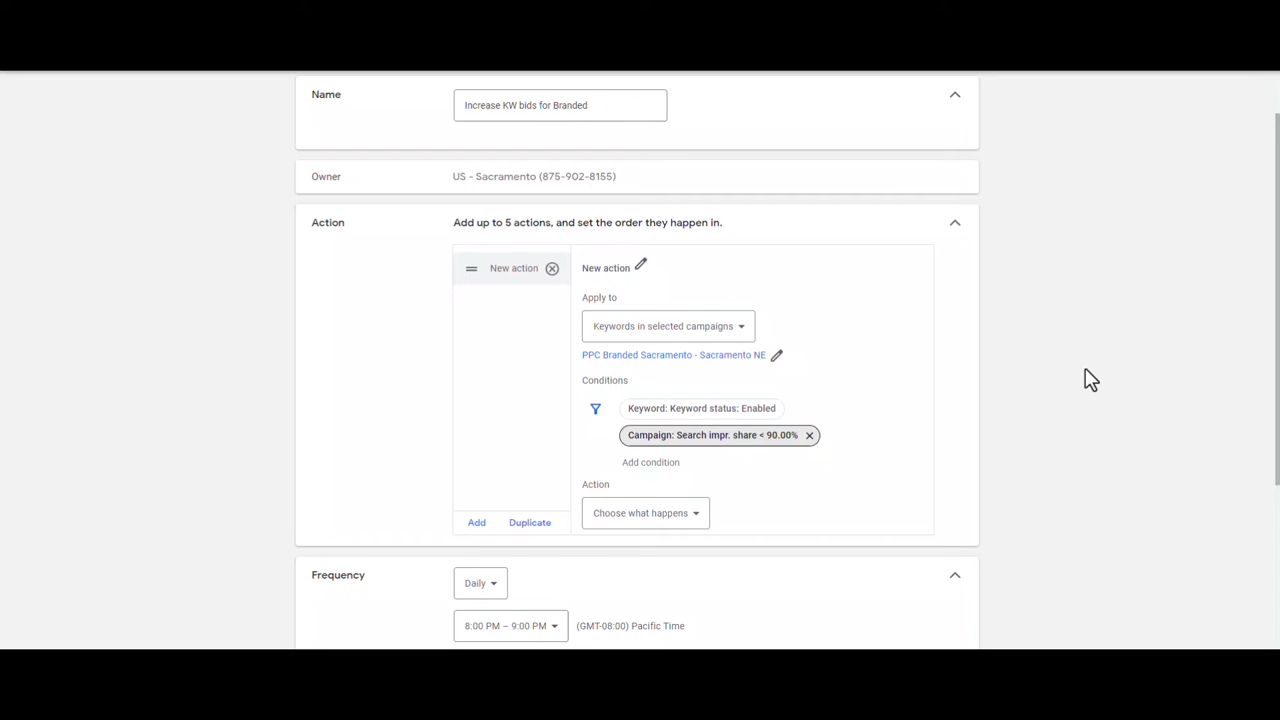 Name
Increase KW bids for Branded
Owner
US - Sacramento (875-902-8155)
Action
Add up to 5 actions, and set the order they happen in.
New action
New action
Apply to
Keywords in selected campaigns
PPC Branded Sacramento - Sacramento NE
Conditions
Keyword: Keyword status: Enabled
Campaign: Search impr. share < 90.00%
Add condition
Action
Choose what happens
Add
Duplicate
Frequency
Daily
8:00 PM – 9:00 PM
(GMT-08:00) Pacific Time